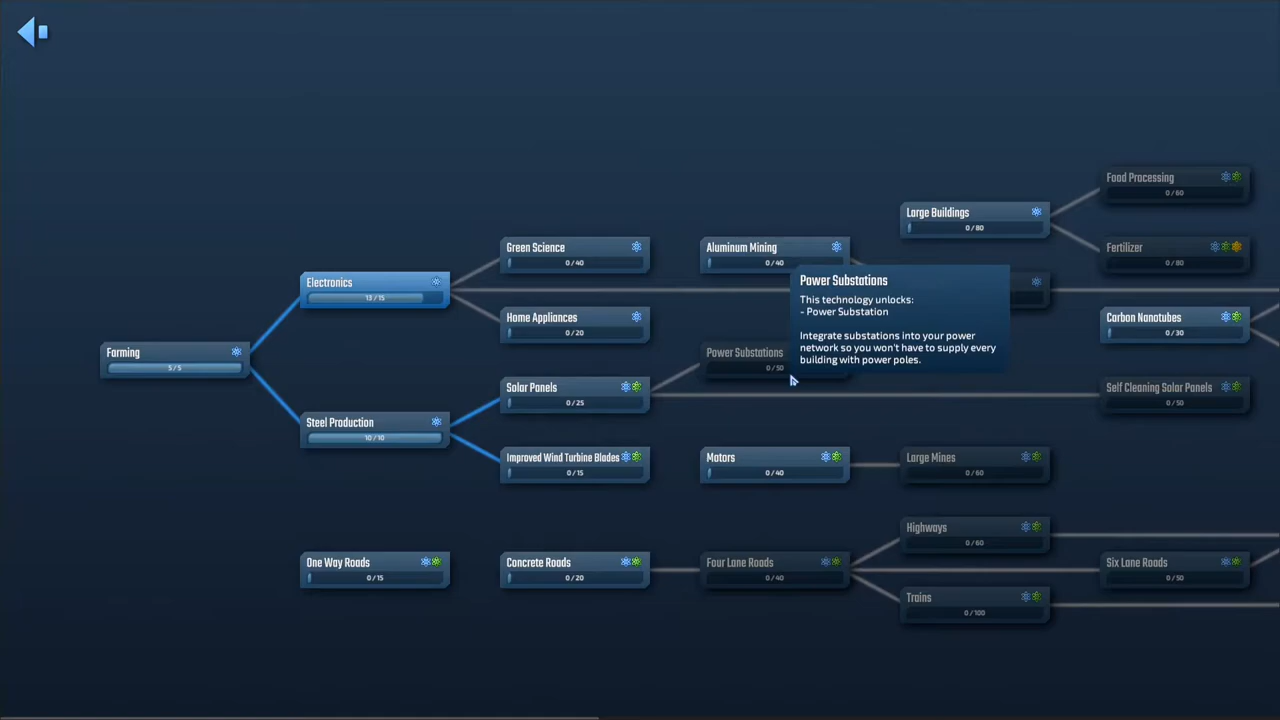 Food Processing
0/60
Large Buildings
0/80
Green Science
0/40
Aluminum Mining
0/40
Fertilizer
0/80
Electronics
13/15
Power Substations
This technology unlocks:
- Power Substation
Integrate substations into your power
network so you won't have to supply every
building with power poles.
Home Appliances
0/20
Carbon Nanotubes
0/30
Farming
5/5
Power Substations
0/50
Solar Panels
0/25
Self Cleaning Solar Panels
0/50
Steel Production
10/10
Improved Wind Turbine Blades
0/15
Motors
0/40
Large Mines
0/60
Highways
0/60
One Way Roads
0/15
Concrete Roads
0/20
Four Lane Roads
0/40
Six Lane Roads
0/50
Trains
0/100